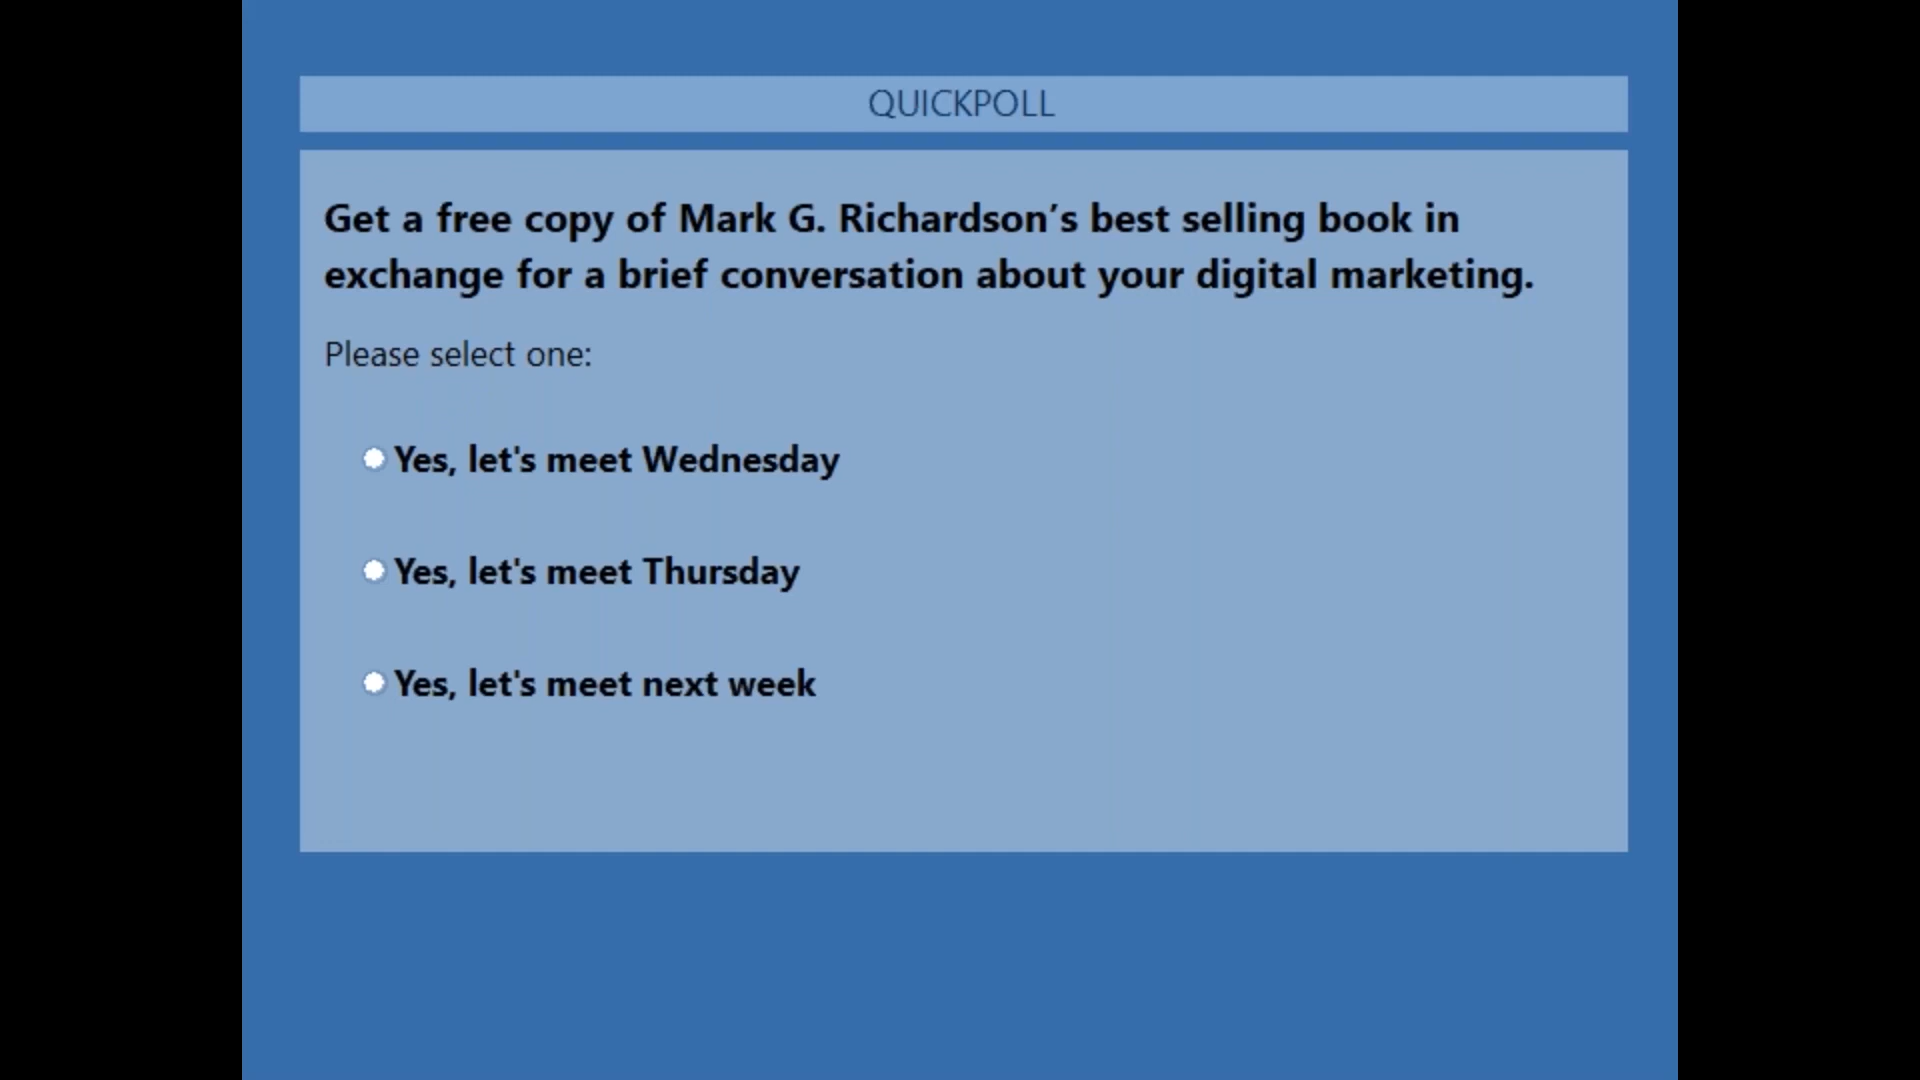 QUICKPOLL
Get a free copy of Mark G. Richardson’s best selling book in
exchange for a brief conversation about your digital marketing.
Please select one:
Yes, let's meet Wednesday
Yes, let's meet Thursday
Yes, let's meet next week